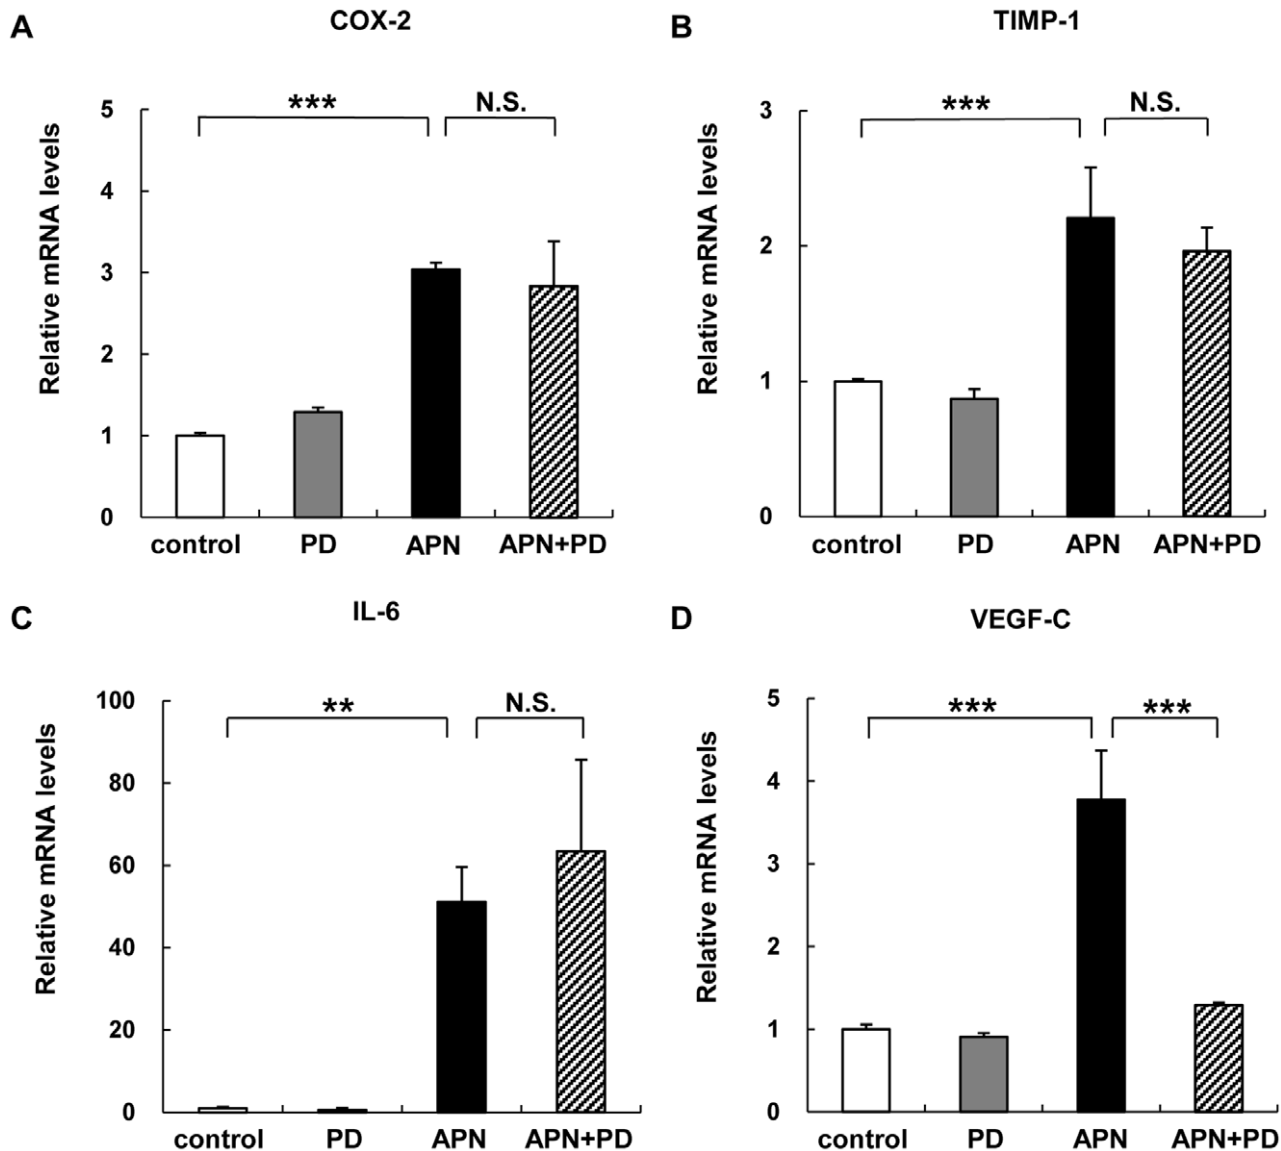 A
COX-2
Relative mRNA levels
5
4
3
2
1
0
***
N.S.
control
PD
APN
APN+PD
B
TIMP-1
Relative mRNA levels
3
2
1
0
***
N.S.
control
PD
APN
APN+PD
C
IL-6
Relative mRNA levels
100
80
60
40
20
0
**
N.S.
control
PD
APN
APN+PD
D
VEGF-C
Relative mRNA levels
5
4
3
2
1
0
***
***
control
PD
APN
APN+PD